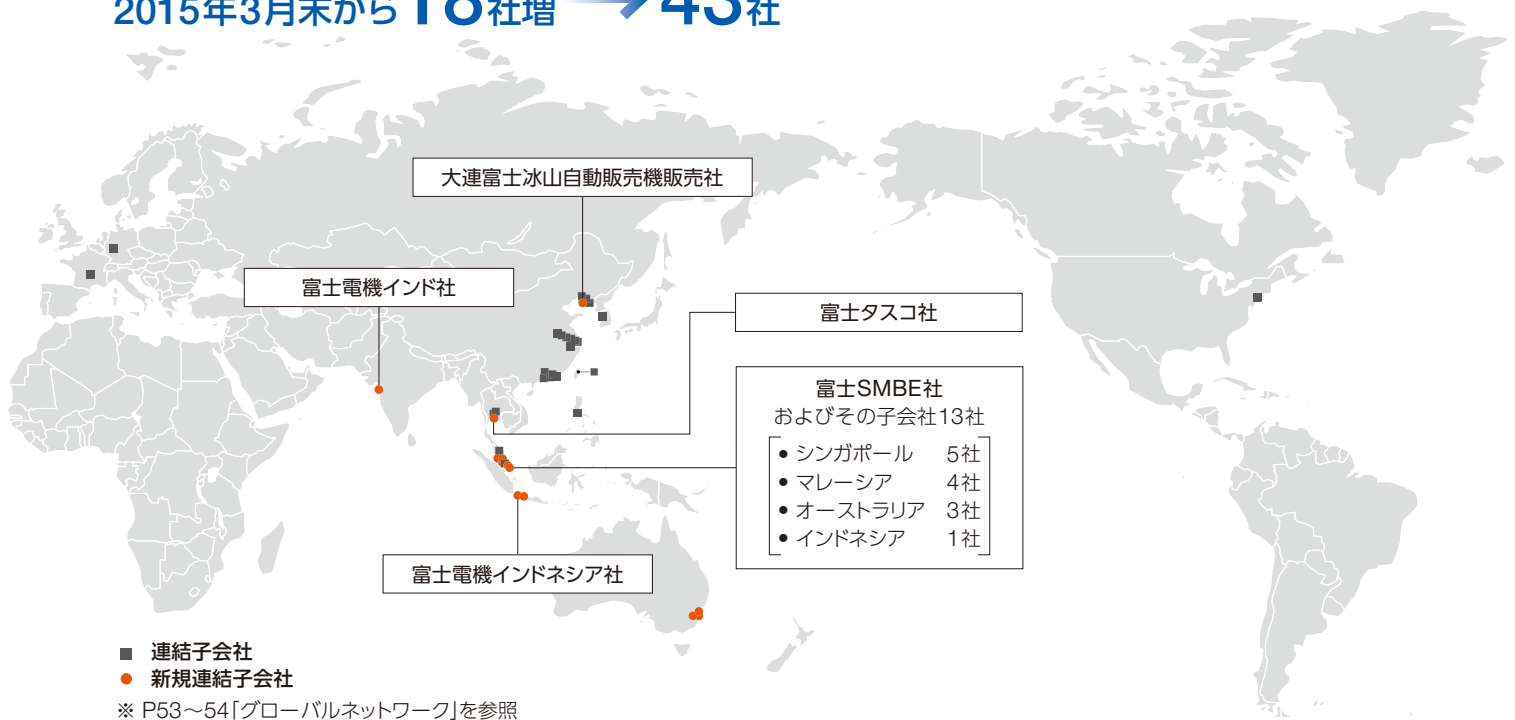 2015年3月末から18社増 43社
大連富士冰山自動販売機販売社
富士電機インド社
富士タスコ社
富士SMBE社
およびその子会社13社
• シンガポール 5社
• マレーシア 4社
• オーストラリア 3社
• インドネシア 1社
富士電機インドネシア社
■ 連結子会社
● 新規連結子会社
※ P53～54「グローバルネットワーク」を参照